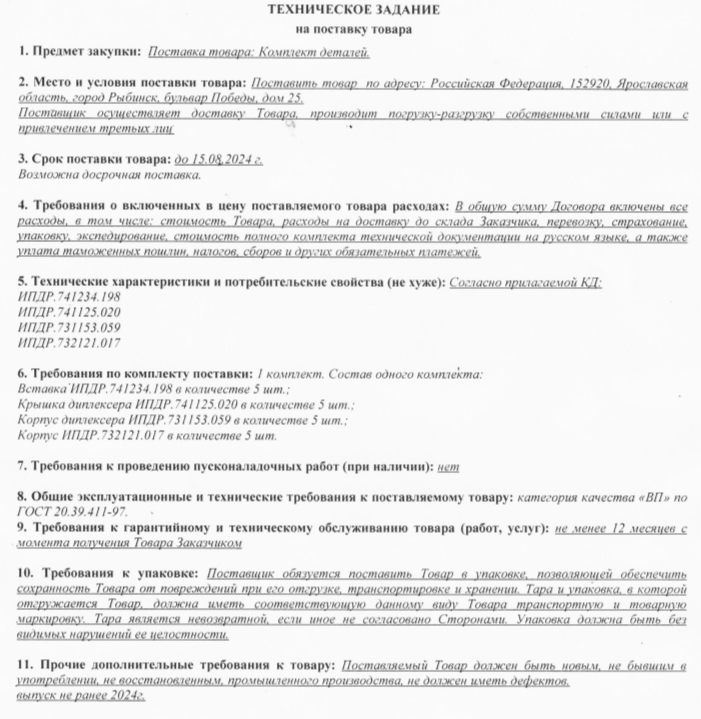 ТЕХНИЧЕСКОЕ ЗАДАНИЕ
на поставку товара
1. Предмет закупки: Поставка товара: Комплект деталей.
2. Место и условия поставки товара: Поставить товар по адресу: Российская Федерация, 152920, Ярославская
область, город Рыбинск, бульвар Победы, дом 25.
Поставщик осуществляет доставку Товара, производит погрузку-разгрузку собственными силами или с
привлечением третьих лиц
3. Срок поставки товара: до 15.08.2024 г.
Возможна досрочная поставка.
4. Требования о включенных в цену поставляемого товара расходах: В общую сумму Договора включены все
расходы, в том числе: стоимость Товара, расходы на доставку до склада Заказчика, перевозку, страхование,
упаковку, экспедирование, стоимость полного комплекта технической документации на русском языке, а также
уплата таможенных пошлин, налогов, сборов и других обязательных платежей.
5. Технические характеристики и потребительские свойства (не хуже): Согласно прилагаемой КД:
ИПДР.741234.198
ИПДР.741125.020
ИПДР.731153.059
ИПДР.732121.017
6. Требования по комплекту поставки: 1 комплект. Состав одного комплекта:
Вставка ИПДР.741234.198 в количестве 5 шт.;
Крышка диплексера ИПДР.741125.020 в количестве 5 шт.;
Корпус диплексера ИПДР.731153.059 в количестве 5 шт.;
Корпус ИПДР.732121.017 в количестве 5 шт.
7. Требования к проведению пусконаладочных работ (при наличии): нет
8. Общие эксплуатационные и технические требования к поставляемому товару: категория качества «ВП» по
ГОСТ 20.39.411-97.
9. Требования к гарантийному и техническому обслуживанию товара (работ, услуг): не менее 12 месяцев с
момента получения Товара Заказчиком
10. Требования к упаковке: Поставщик обязуется поставить Товар в упаковке, позволяющей обеспечить
сохранность Товара от повреждений при его отгрузке, транспортировке и хранении. Тара и упаковка, в которой
отгружается Товар, должна иметь соответствующую данному виду Товара транспортную и товарную
маркировку. Тара является невозвратной, если иное не согласовано Сторонами. Упаковка должна быть без
видимых нарушений ее целостности.
11. Прочие дополнительные требования к товару: Поставляемый Товар должен быть новым, не бывшим в
употреблении, не восстановленным, промышленного производства, не должен иметь дефектов.
выпуск не ранее 2024г.